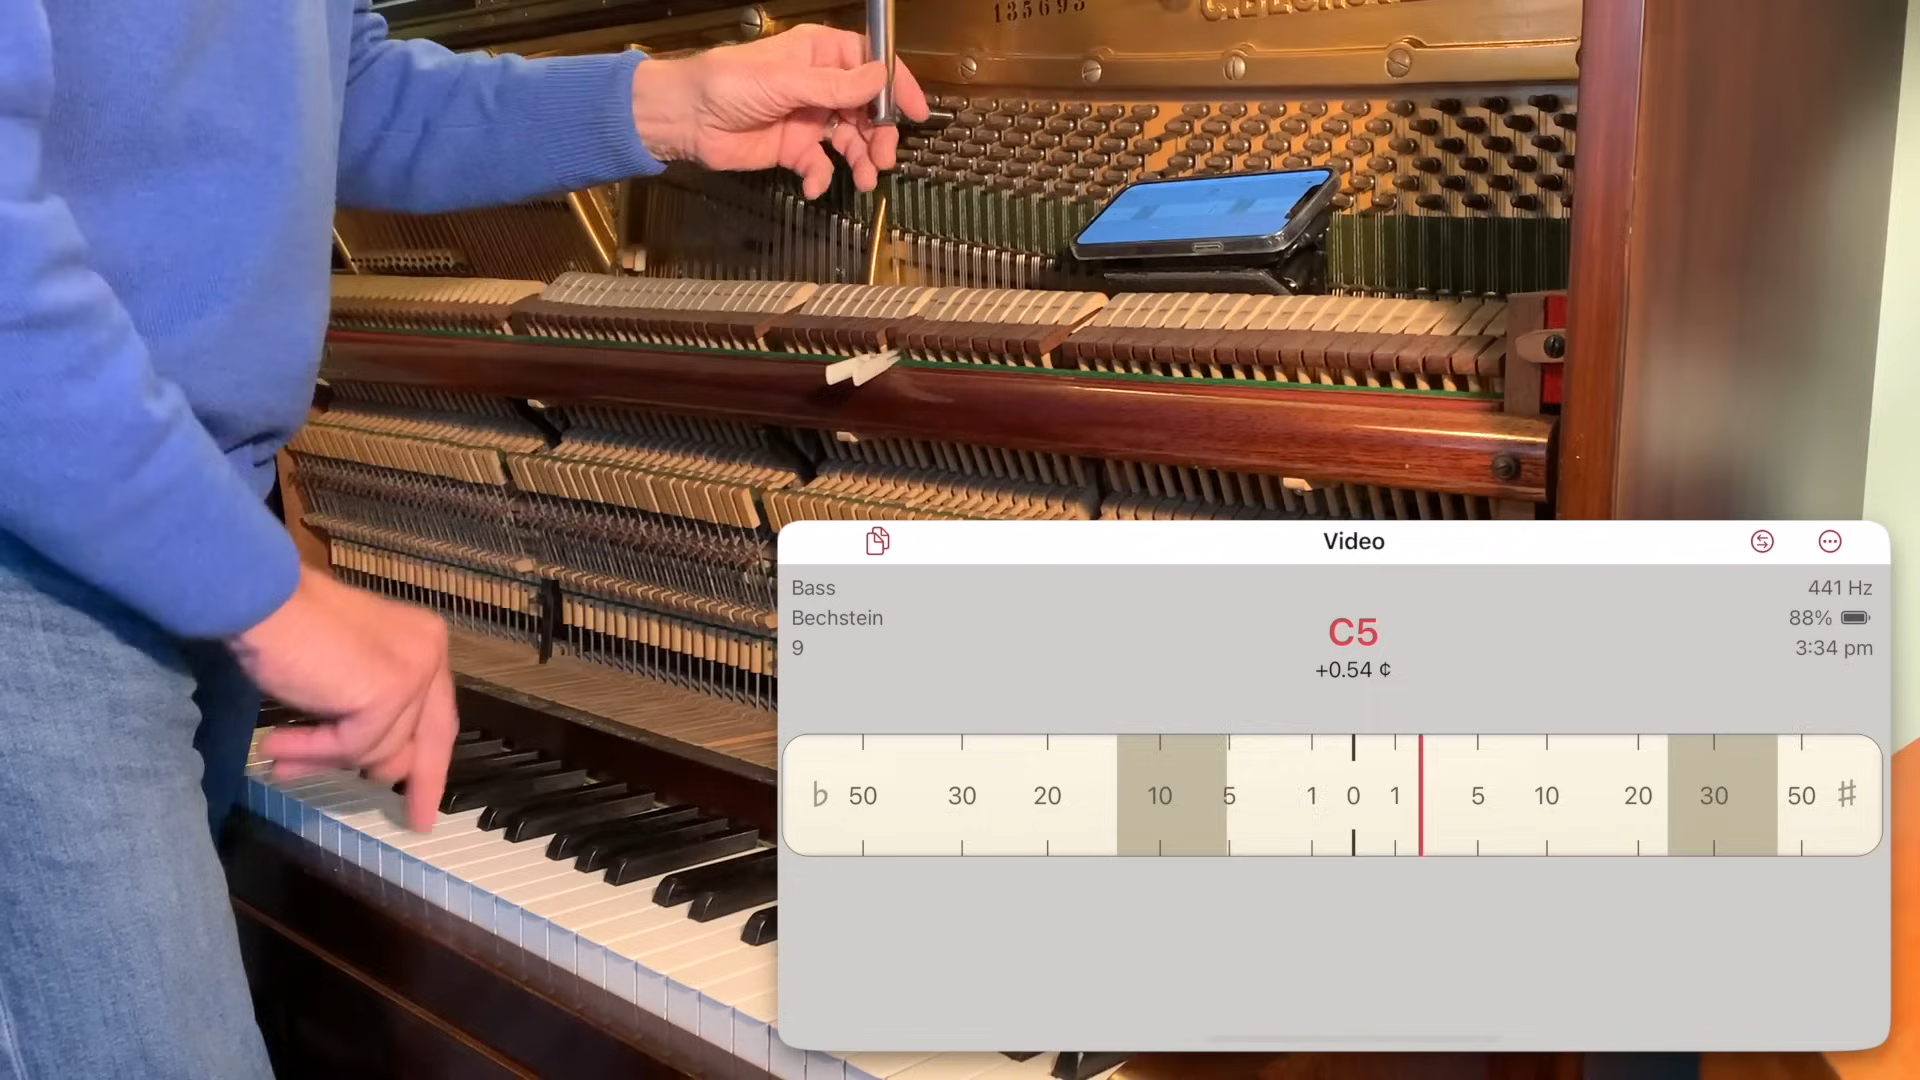 135695
Video
Bass
Bechstein
9
441 Hz
88%
3:34 pm
C5
+0.54 ¢
♭ 50 30 20 10 5 1 0 1 5 10 20 30 50 ♯